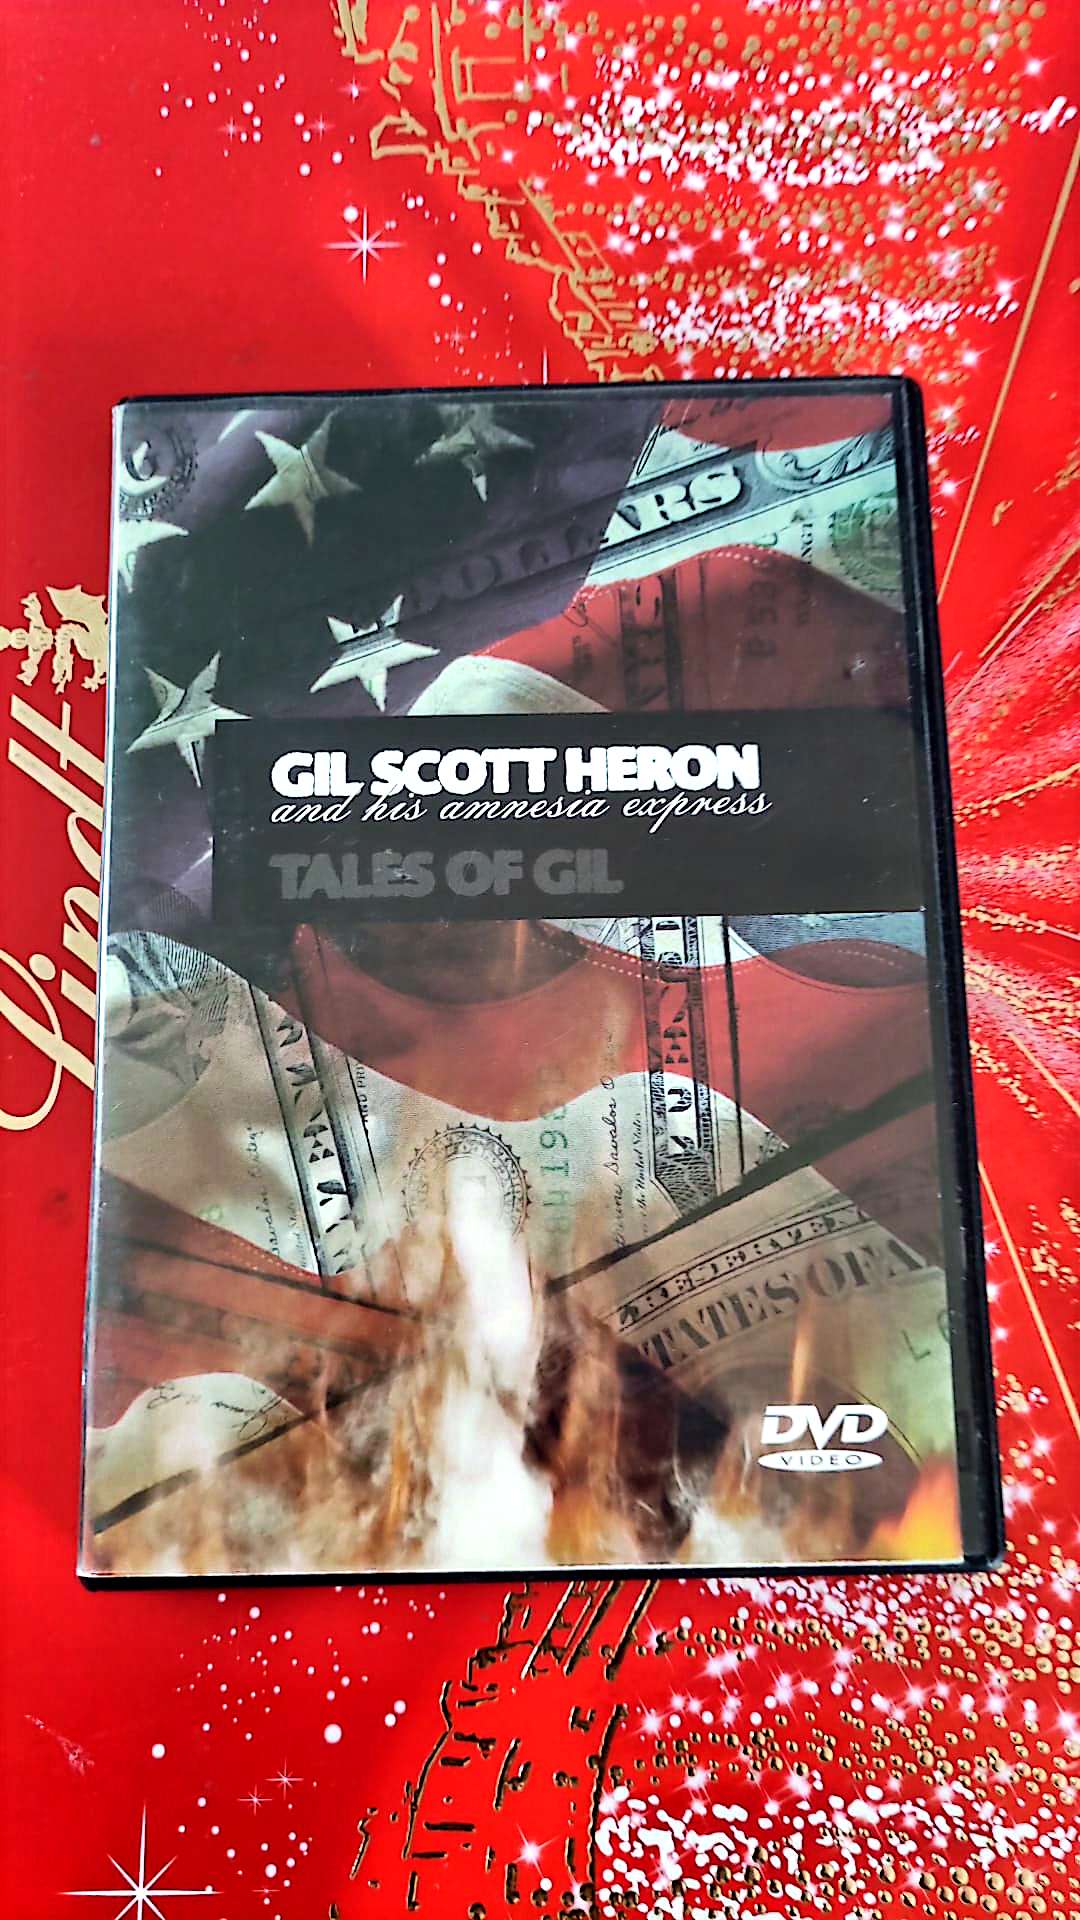 DOLLARS
Lindt
GIL SCOTT HERON
and his amnesia express
TALES OF GIL
STATES OF A
DVD
VIDEO